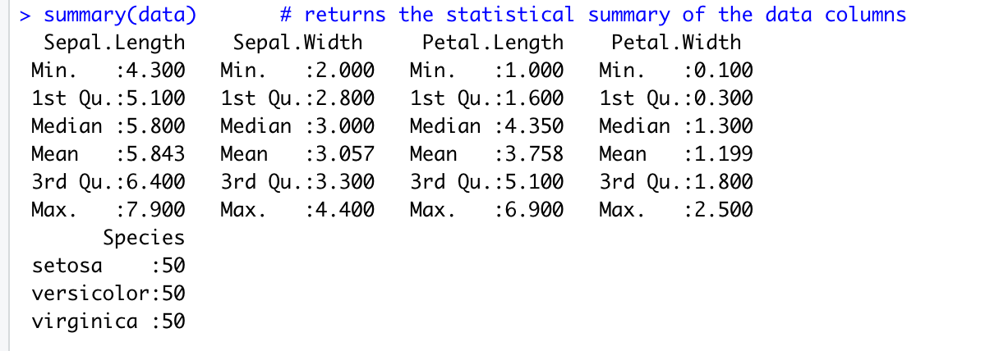 > summary(data)       # returns the statistical summary of the data columns
  Sepal.Length    Sepal.Width     Petal.Length    Petal.Width
 Min.   :4.300   Min.   :2.000   Min.   :1.000   Min.   :0.100
 1st Qu.:5.100   1st Qu.:2.800   1st Qu.:1.600   1st Qu.:0.300
 Median :5.800   Median :3.000   Median :4.350   Median :1.300
 Mean   :5.843   Mean   :3.057   Mean   :3.758   Mean   :1.199
 3rd Qu.:6.400   3rd Qu.:3.300   3rd Qu.:5.100   3rd Qu.:1.800
 Max.   :7.900   Max.   :4.400   Max.   :6.900   Max.   :2.500
       Species
 setosa    :50
 versicolor:50
 virginica :50